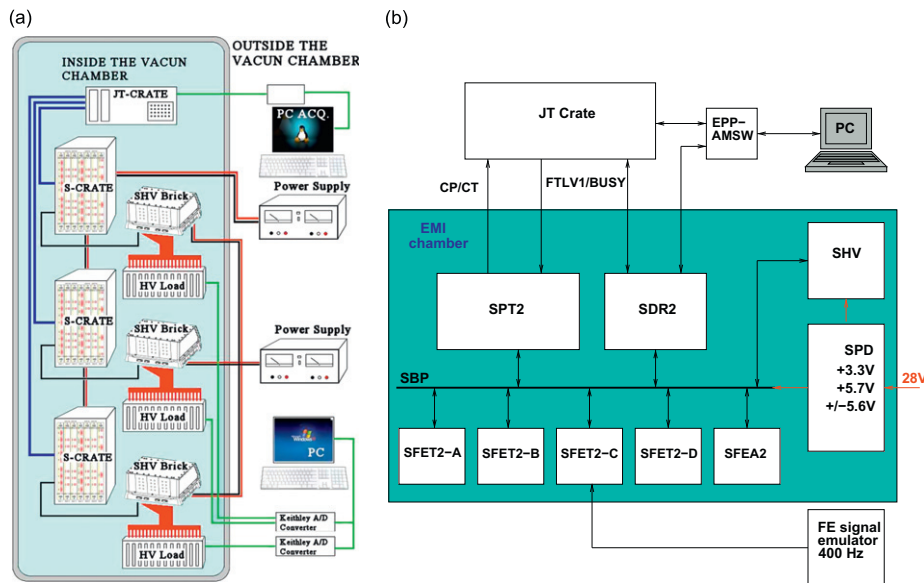 (a)
(b)
INSIDE THE VACUN
CHAMBER
OUTSIDE THE
VACUN CHAMBER
JT-CRATE
PC ACQ.
S-CRATE
SHV Brick
Power Supply
HV Load
S-CRATE
SHV Brick
Power Supply
HV Load
S-CRATE
PC
SHV Brick
Keithley A/D
Converter
Keithley A/D
Converter
HV Load
JT Crate
EPP-
AMSW
PC
CP/CT
FTLV1/BUSY
EMI
chamber
SHV
SPT2
SDR2
SPD
+3.3V
+5.7V
+/-5.6V
28V
SBP
SFET2-A
SFET2-B
SFET2-C
SFET2-D
SFEA2
FE signal
emulator
400 Hz